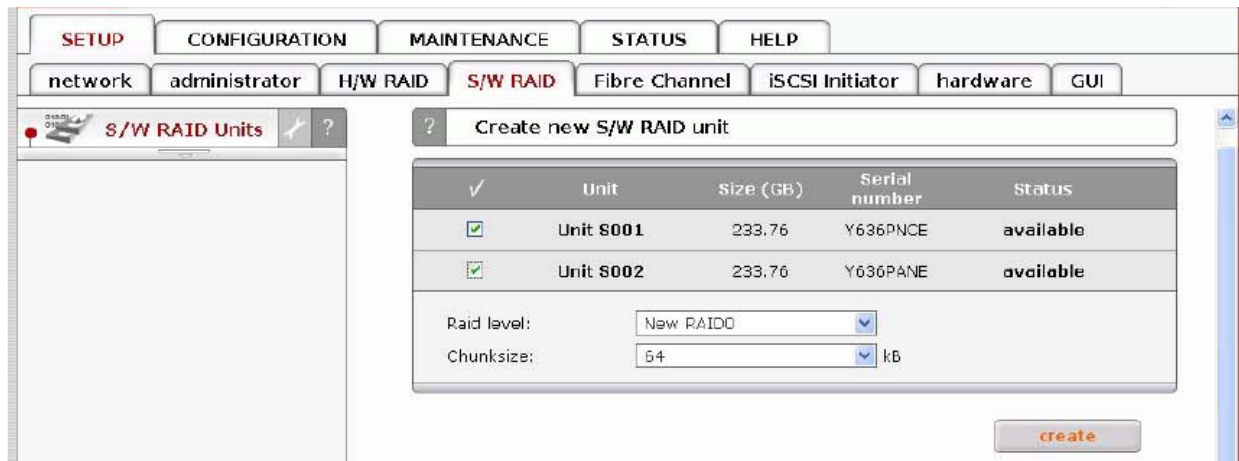 SETUP CONFIGURATION MAINTENANCE STATUS HELP
network administrator H/W RAID S/W RAID Fibre Channel iSCSI Initiator hardware GUI
S/W RAID Units ?
? Create new S/W RAID unit
Unit Size (GB) Serial number Status
Unit S001 233.76 Y636PNCE available
Unit S002 233.76 Y636PANE available
Raid level: New RAID0
Chunksize: 64 kB
create